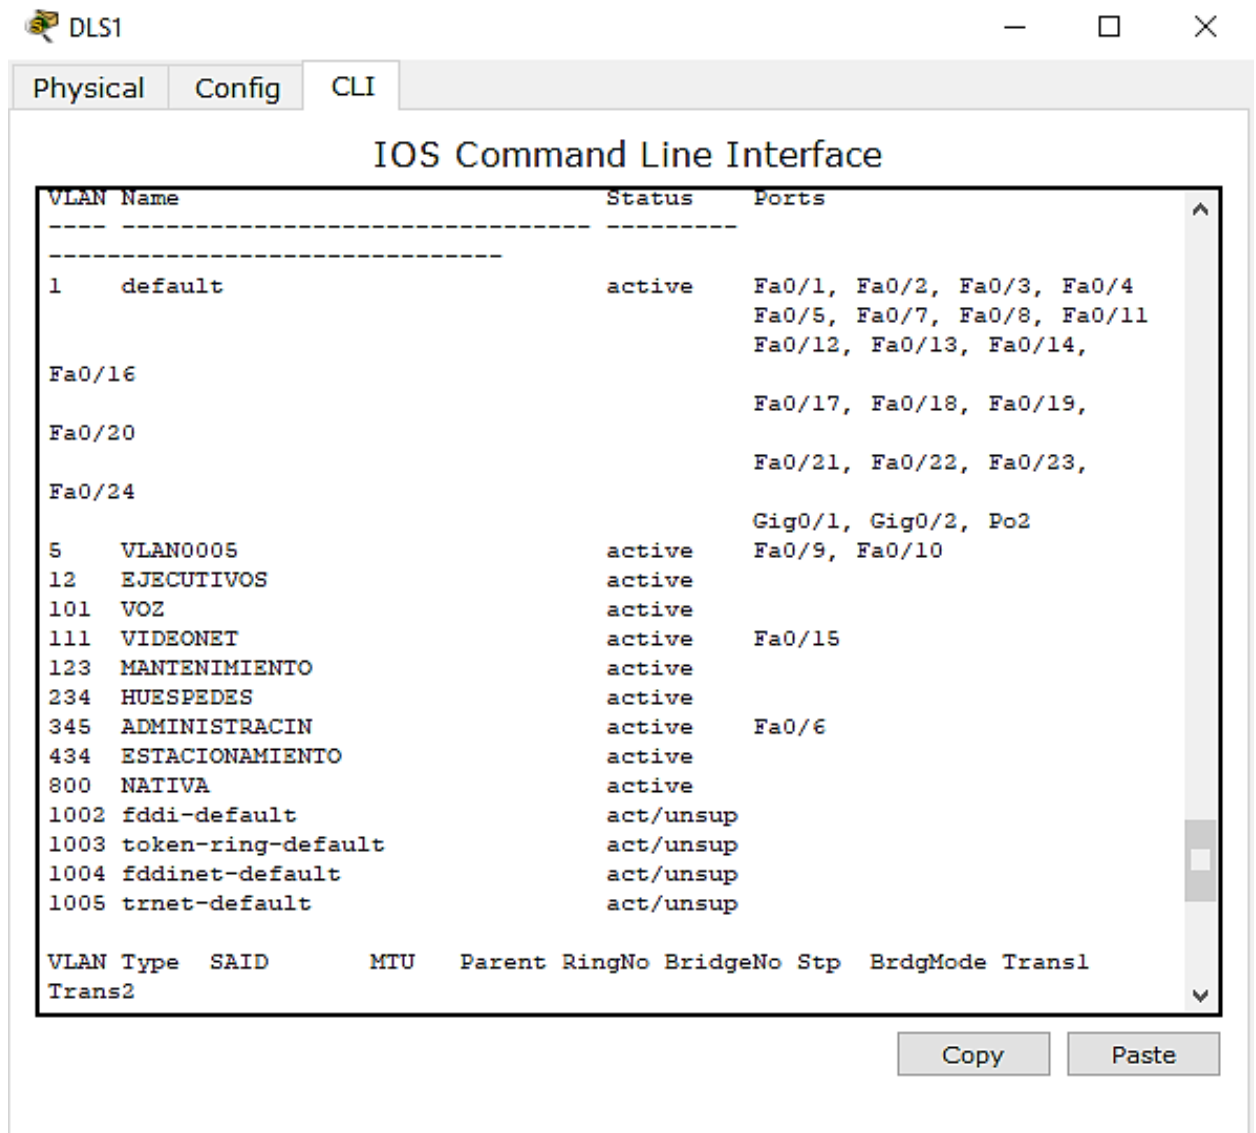 DLS1
Physical Config CLI
IOS Command Line Interface
VLAN Name Status Ports
---- -------------------------------- ---------
-------------------------------
1 default active Fa0/1, Fa0/2, Fa0/3, Fa0/4
Fa0/5, Fa0/7, Fa0/8, Fa0/11
Fa0/12, Fa0/13, Fa0/14,
Fa0/16
Fa0/17, Fa0/18, Fa0/19,
Fa0/20
Fa0/21, Fa0/22, Fa0/23,
Fa0/24
Gig0/1, Gig0/2, Po2
5 VLAN0005 active Fa0/9, Fa0/10
12 EJECUTIVOS active
101 VOZ active
111 VIDEONET active Fa0/15
123 MANTENIMIENTO active
234 HUESPEDES active
345 ADMINISTRACIN active Fa0/6
434 ESTACIONAMIENTO active
800 NATIVA active
1002 fddi-default act/unsup
1003 token-ring-default act/unsup
1004 fddinet-default act/unsup
1005 trnet-default act/unsup
VLAN Type SAID MTU Parent RingNo BridgeNo Stp BrdgMode Trans1
Trans2
Copy Paste